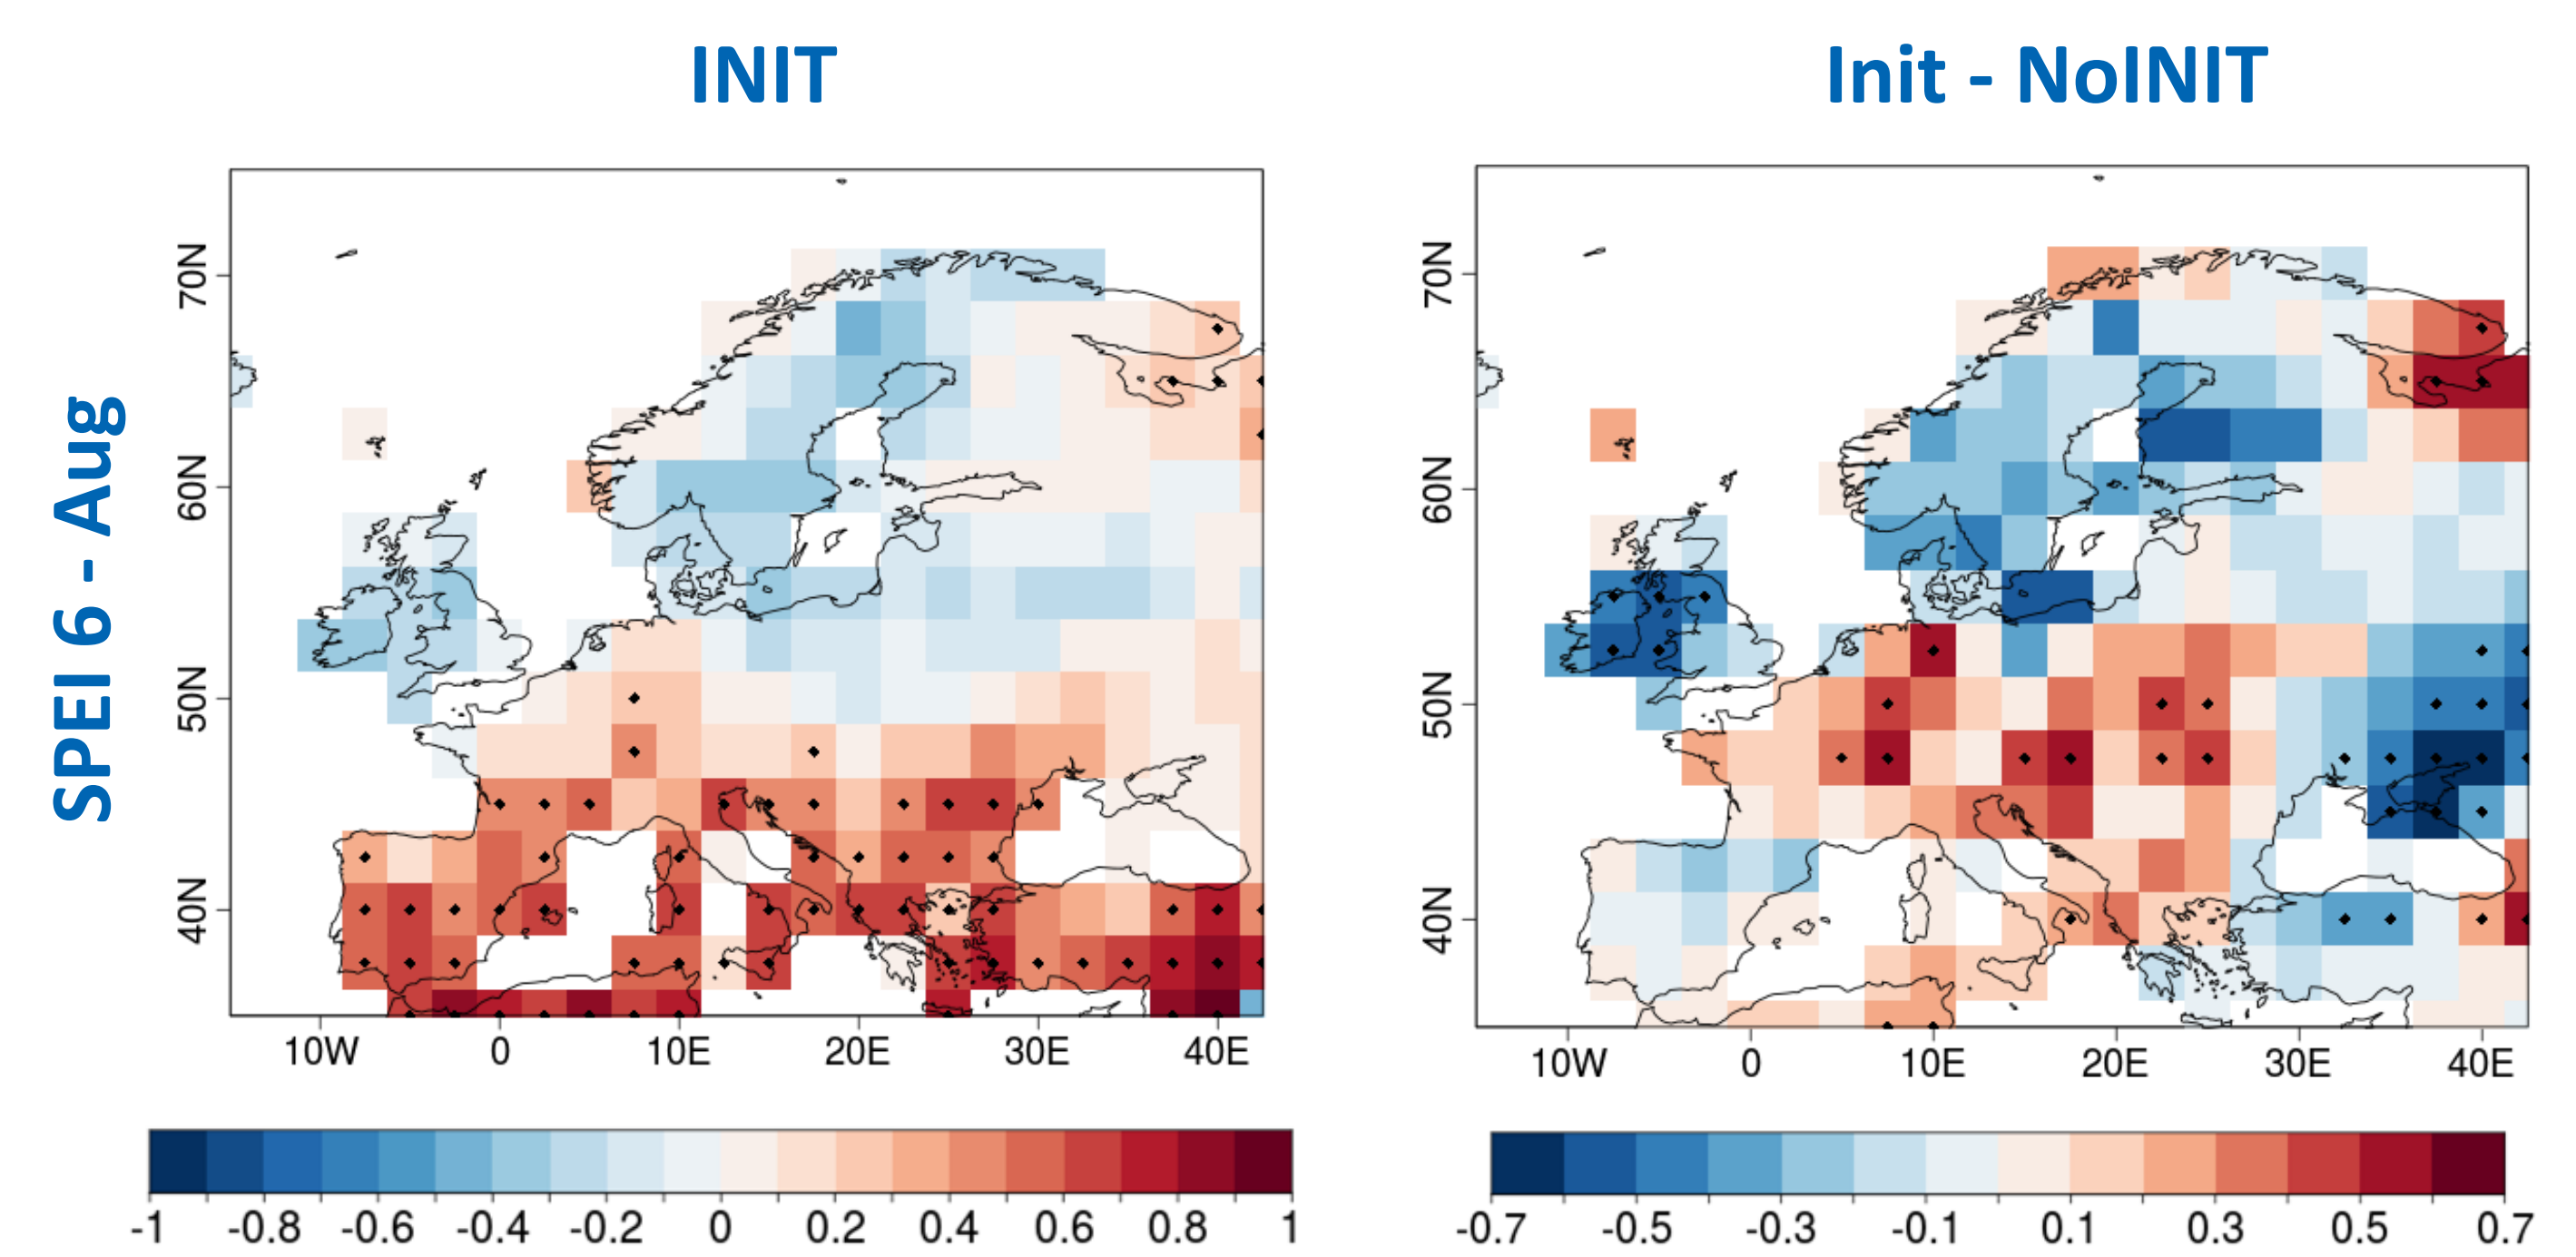 INIT
Init - NoINIT
SPEI 6 - Aug
70N
60N
50N
40N
10W 0 10E 20E 30E 40E
70N
60N
50N
40N
10W 0 10E 20E 30E 40E
-1 -0.8 -0.6 -0.4 -0.2 0 0.2 0.4 0.6 0.8 1
-0.7 -0.5 -0.3 -0.1 0.1 0.3 0.5 0.7